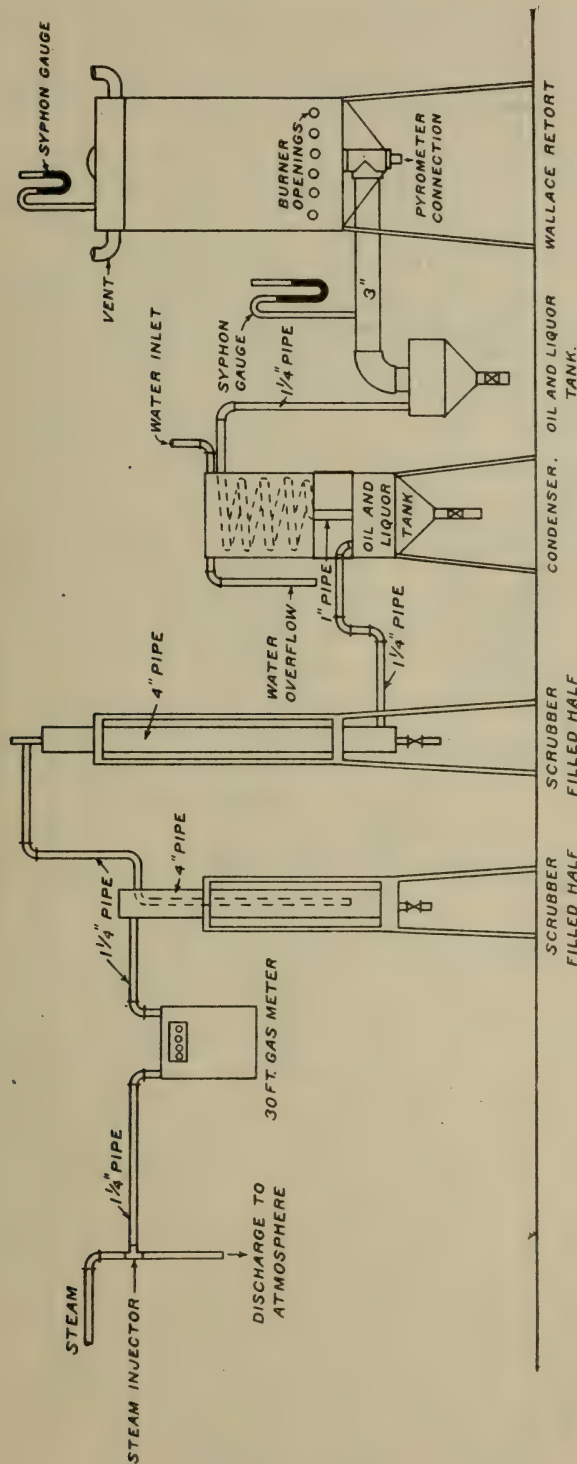 STEAM
STEAM INJECTOR
1¼" PIPE
DISCHARGE TO
ATMOSPHERE
30 FT. GAS METER
1¼" PIPE
4" PIPE
SCRUBBER
FILLED HALF
4" PIPE
SCRUBBER
FILLED HALF
WATER
OVERFLOW
1" PIPE
1¼" PIPE
WATER INLET
OIL AND
LIQUOR
TANK
CONDENSER.
SYPHON
GAUGE
1¼" PIPE
3"
OIL AND LIQUOR
TANK.
VENT
SYPHON GAUGE
BURNER
OPENINGS
PYROMETER
CONNECTION
WALLACE RETORT